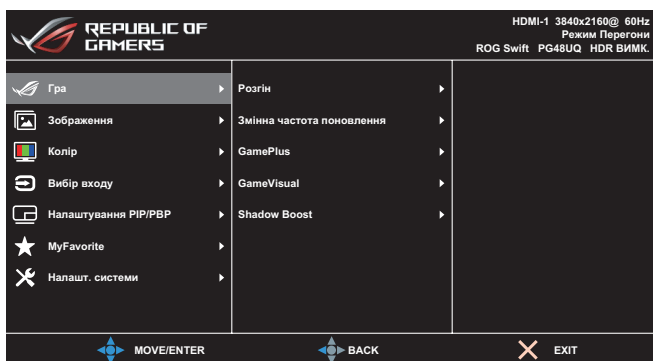 REPUBLIC OF
GAMERS
HDMI-1 3840x2160@ 60Hz
Режим Перегони
ROG Swift PG48UQ HDR ВИМК.
Гра
Зображення
Колір
Вибір входу
Налаштування PIP/PBP
MyFavorite
Налашт. системи
Розгін
Змінна частота поновлення
GamePlus
GameVisual
Shadow Boost
MOVE/ENTER
BACK
EXIT